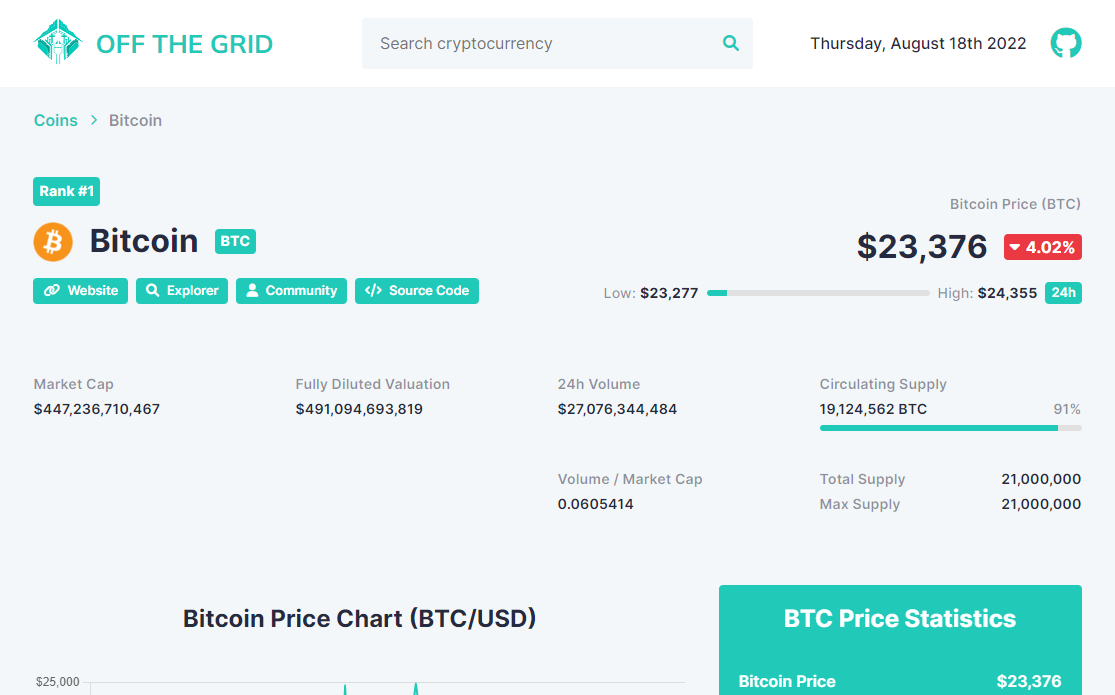 OFF THE GRID
Search cryptocurrency
Thursday, August 18th 2022
Coins > Bitcoin
Rank #1
Bitcoin BTC
Website Explorer Community Source Code
Bitcoin Price (BTC)
$23,376 4.02%
Low: $23,277 High: $24,355 24h
Market Cap Fully Diluted Valuation 24h Volume Circulating Supply
$447,236,710,467 $491,094,693,819 $27,076,344,484 19,124,562 BTC 91%
Volume / Market Cap Total Supply 21,000,000
0.0605414 Max Supply 21,000,000
Bitcoin Price Chart (BTC/USD)
$25,000
BTC Price Statistics
Bitcoin Price $23,376